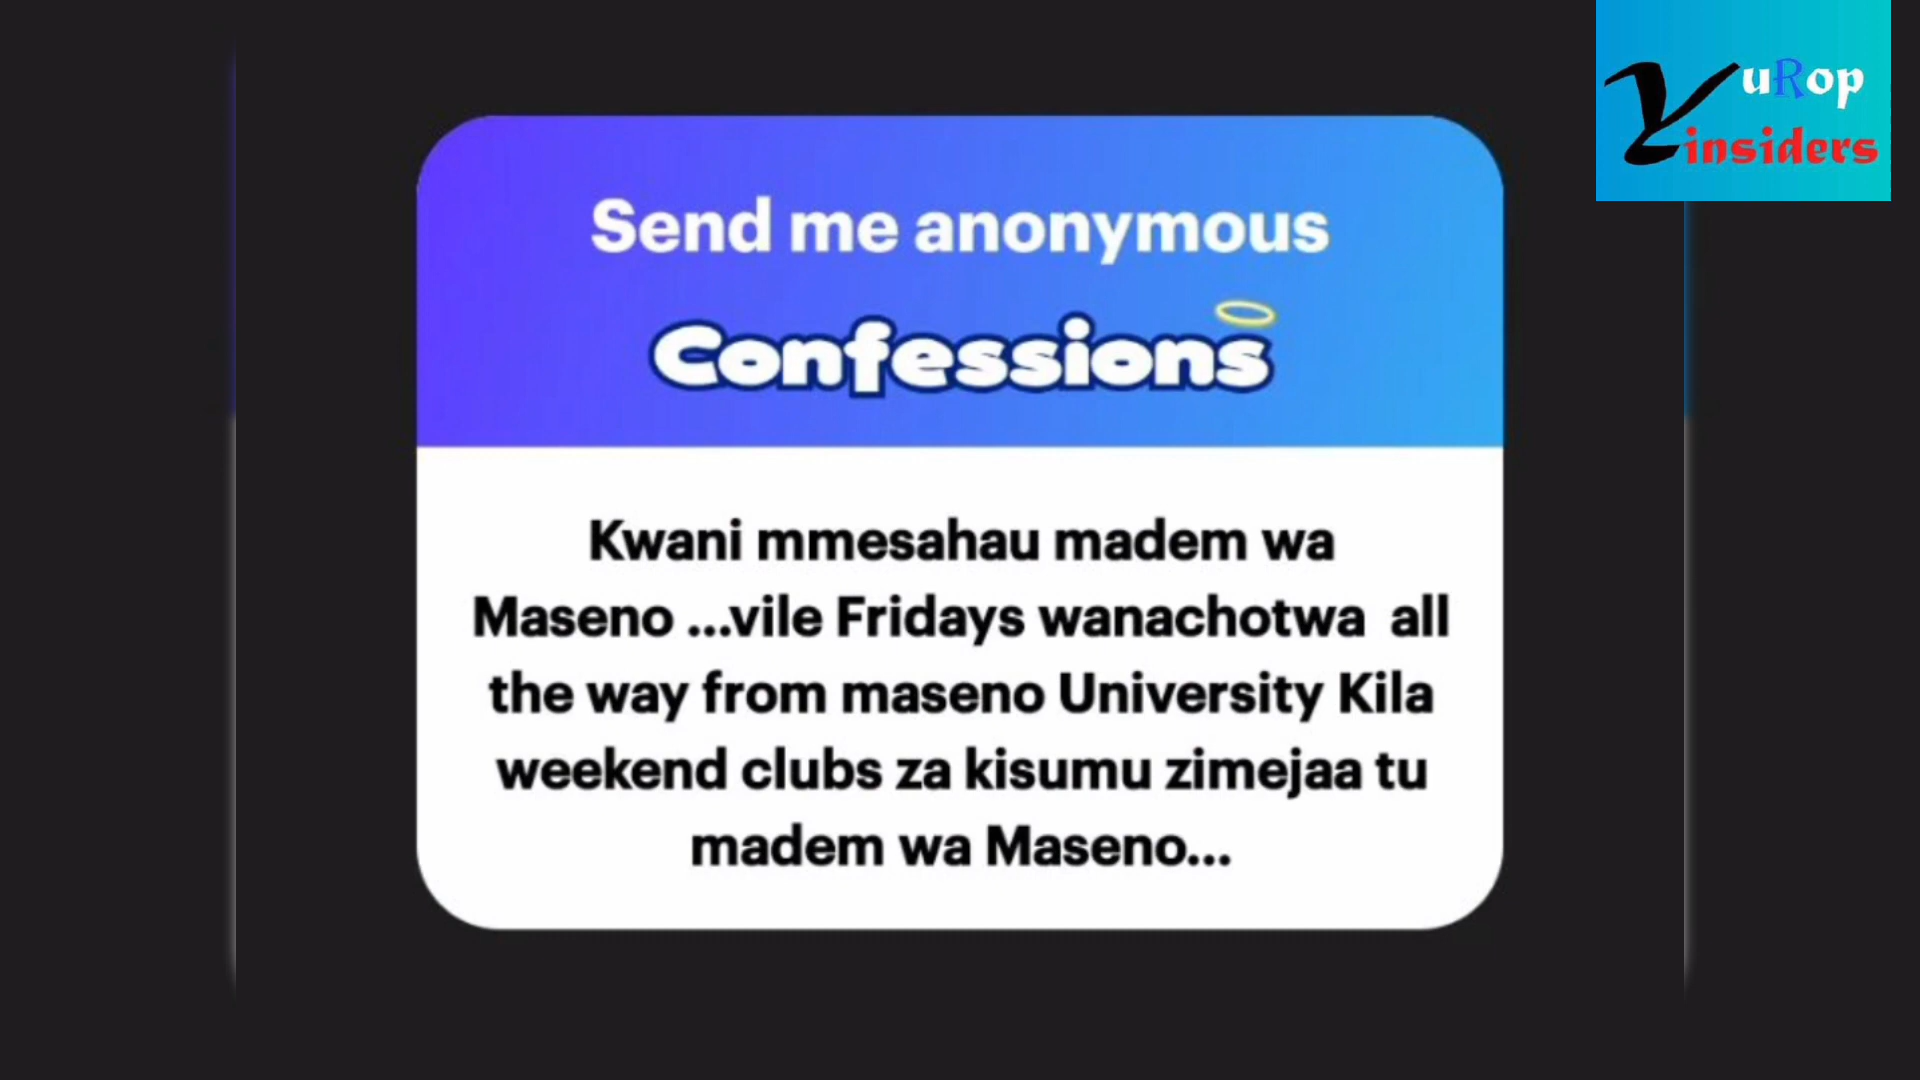 YuRop
insiders
Send me anonymous
Confessions
Kwani mmesahau madem wa
Maseno ...vile Fridays wanachotwa all
the way from maseno University Kila
weekend clubs za kisumu zimejaa tu
madem wa Maseno...